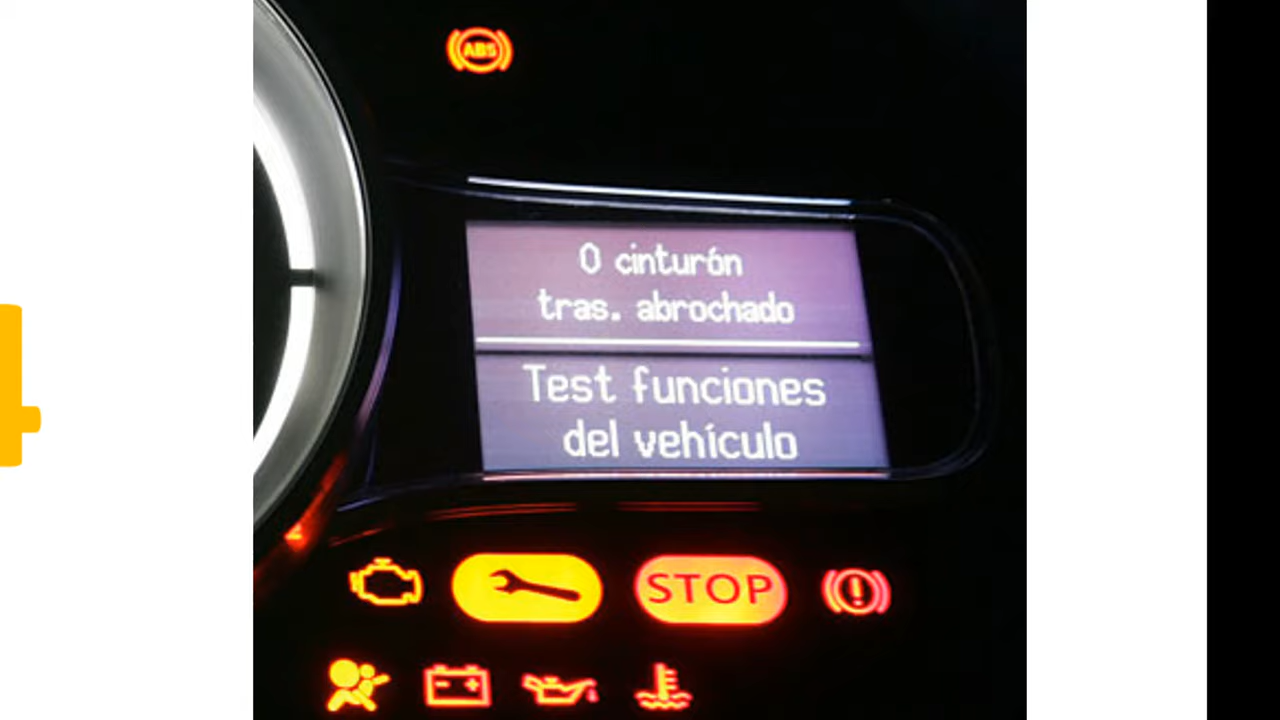 ABS
0 cinturón
tras. abrochado
Test funciones
del vehículo
STOP